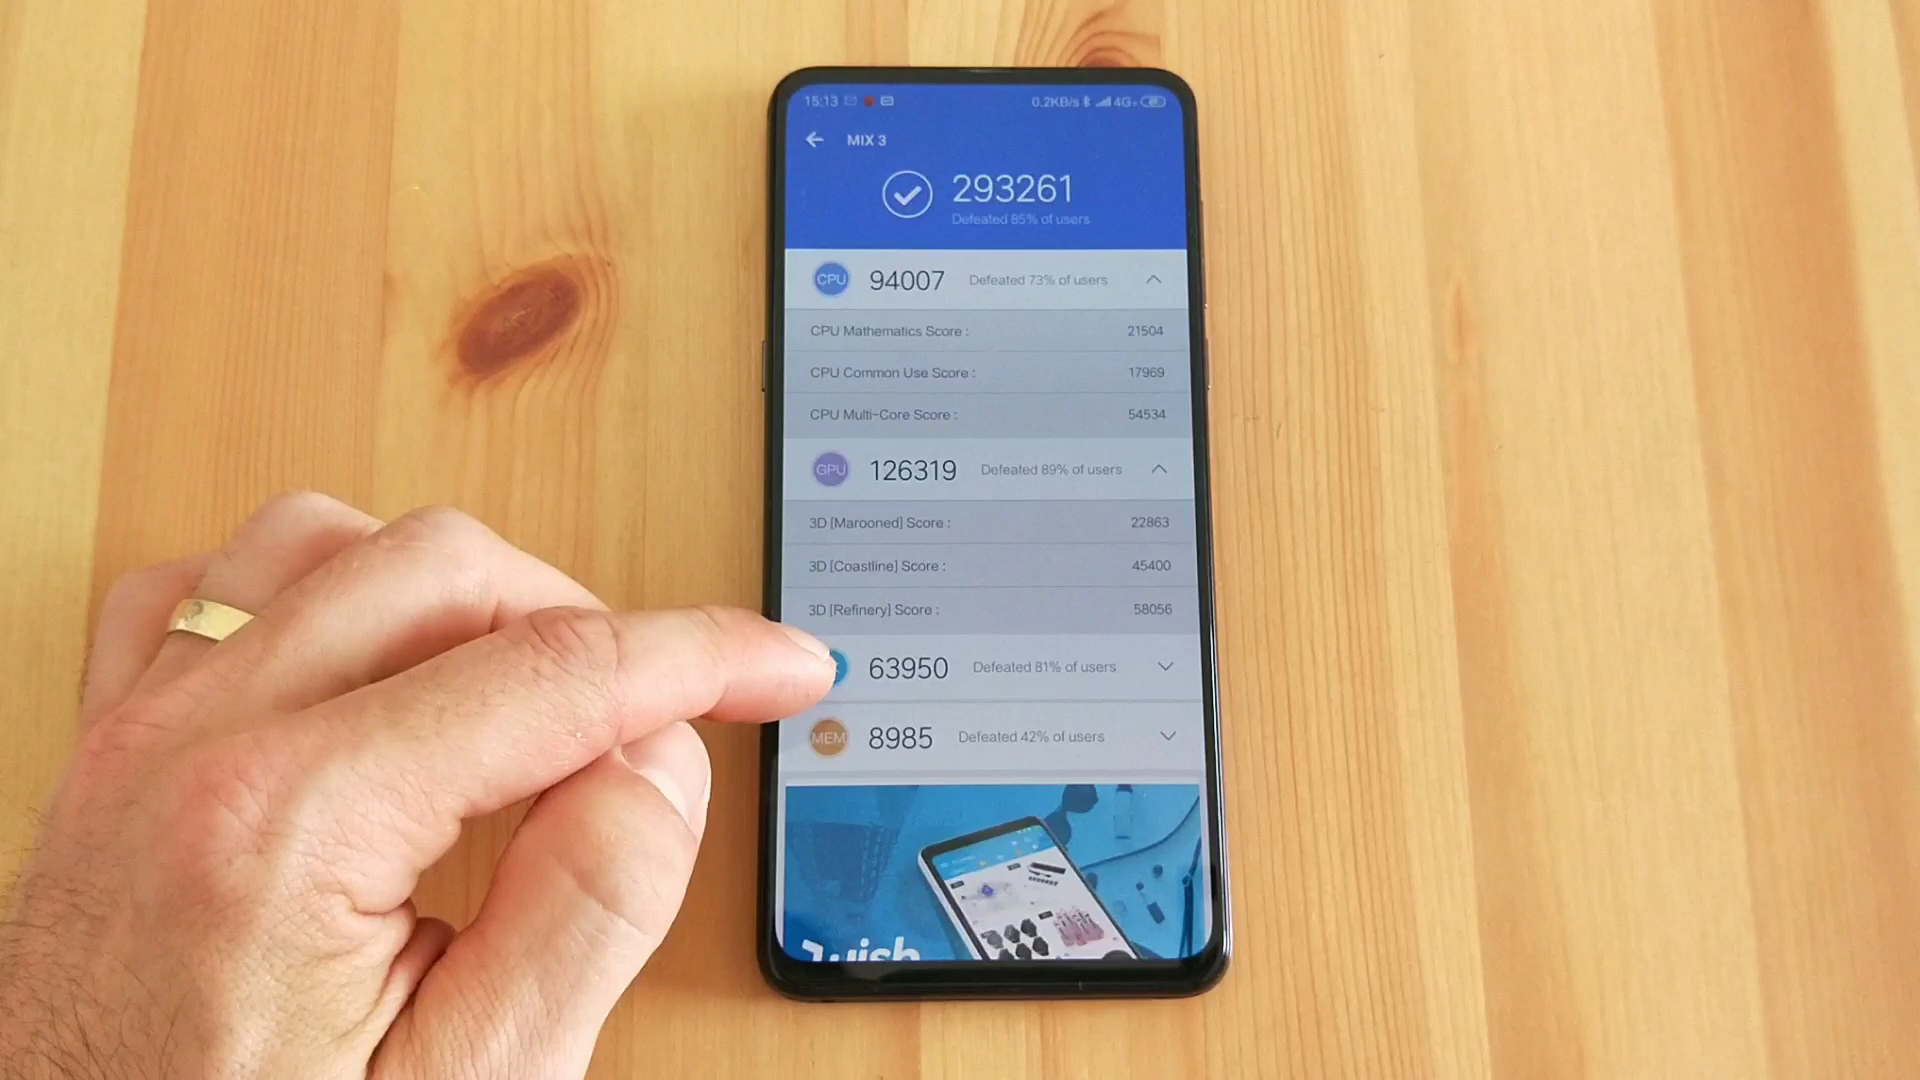 15:13 0.2KB/s 4G+
MIX 3
293261
Defeated 85% of users
CPU 94007 Defeated 73% of users
CPU Mathematics Score : 21504
CPU Common Use Score : 17969
CPU Multi-Core Score : 54534
GPU 126319 Defeated 89% of users
3D [Marooned] Score : 22863
3D [Coastline] Score : 45400
3D [Refinery] Score : 58056
63950 Defeated 81% of users
MEM 8985 Defeated 42% of users
wish